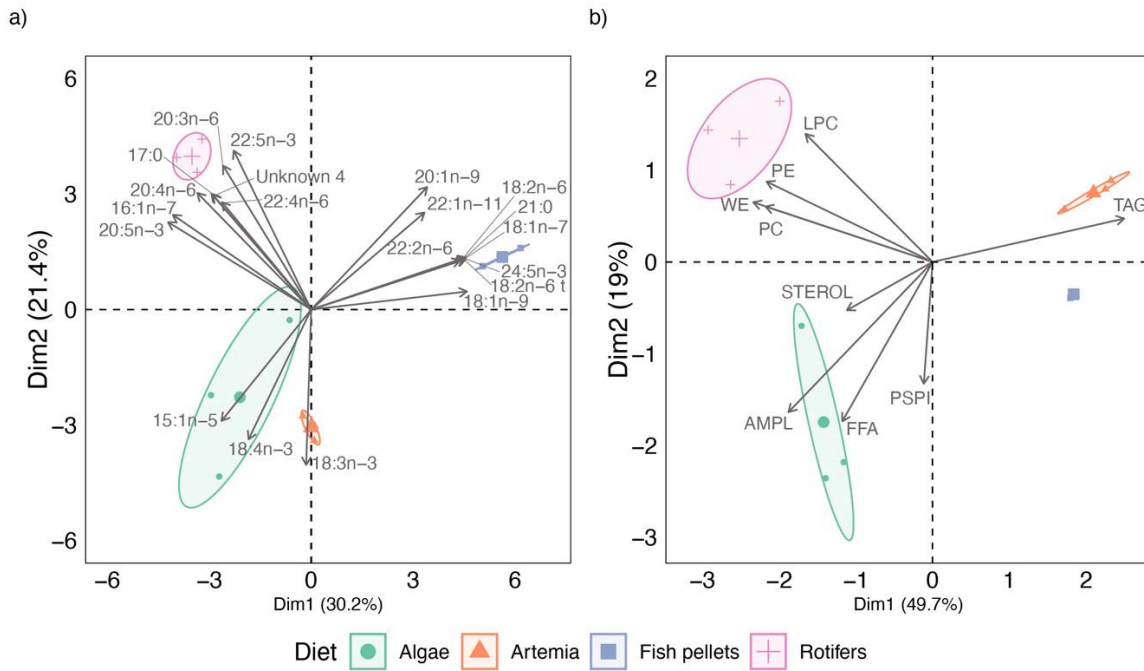 a)
b)
6
3
0
−3
−6
Dim2 (21.4%)
20:3n−6
22:5n−3
17:0
Unknown 4
20:4n−6
22:4n−6
16:1n−7
20:5n−3
20:1n−9
18:2n−6
22:1n−11
21:0
18:1n−7
22:2n−6
24:5n−3
18:2n−6 t
18:1n−9
15:1n−5
18:4n−3
18:3n−3
−6
−3
0
3
6
Dim1 (30.2%)
2
1
0
−1
−2
−3
Dim2 (19%)
LPC
PE
WE
PC
TAG
STEROL
PSPI
AMPL
FFA
−3
−2
−1
0
1
2
Dim1 (49.7%)
Diet Algae Artemia Fish pellets Rotifers